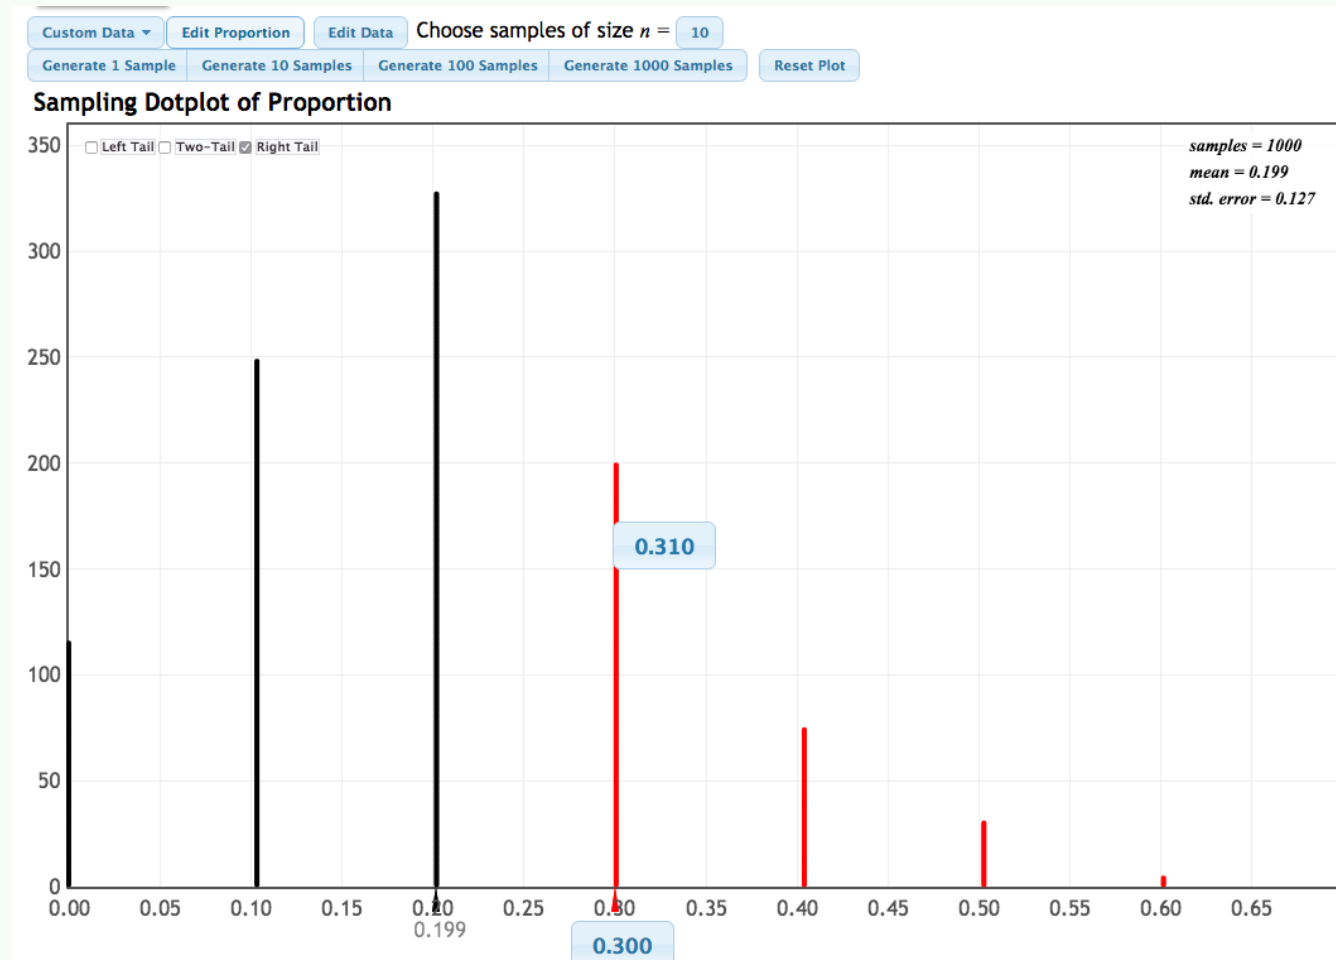 Custom Data Edit Proportion Edit Data Choose samples of size n = 10
Generate 1 Sample Generate 10 Samples Generate 100 Samples Generate 1000 Samples Reset Plot
Sampling Dotplot of Proportion
350
Left Tail Two-Tail Right Tail
samples = 1000
mean = 0.199
std. error = 0.127
300
250
200
0.310
150
100
50
0
0.00 0.05 0.10 0.15 0.20 0.25 0.30 0.35 0.40 0.45 0.50 0.55 0.60 0.65
0.199
0.300